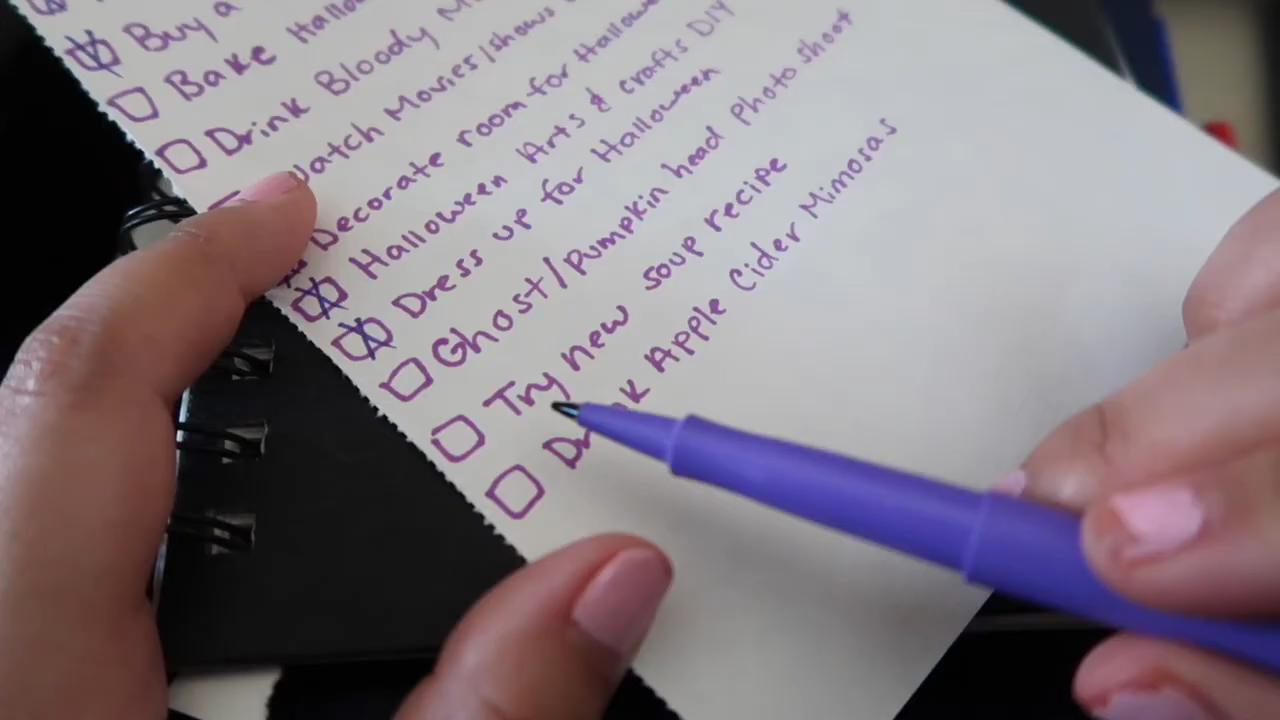 Buy a
Bake
Drink Bloody
Watch Movies/shows
Decorate room for
Halloween Arts & crafts DIY
Dress up for Halloween
Ghost/pumpkin head photo shoot
Try new soup recipe
Apple Cider Mimosas